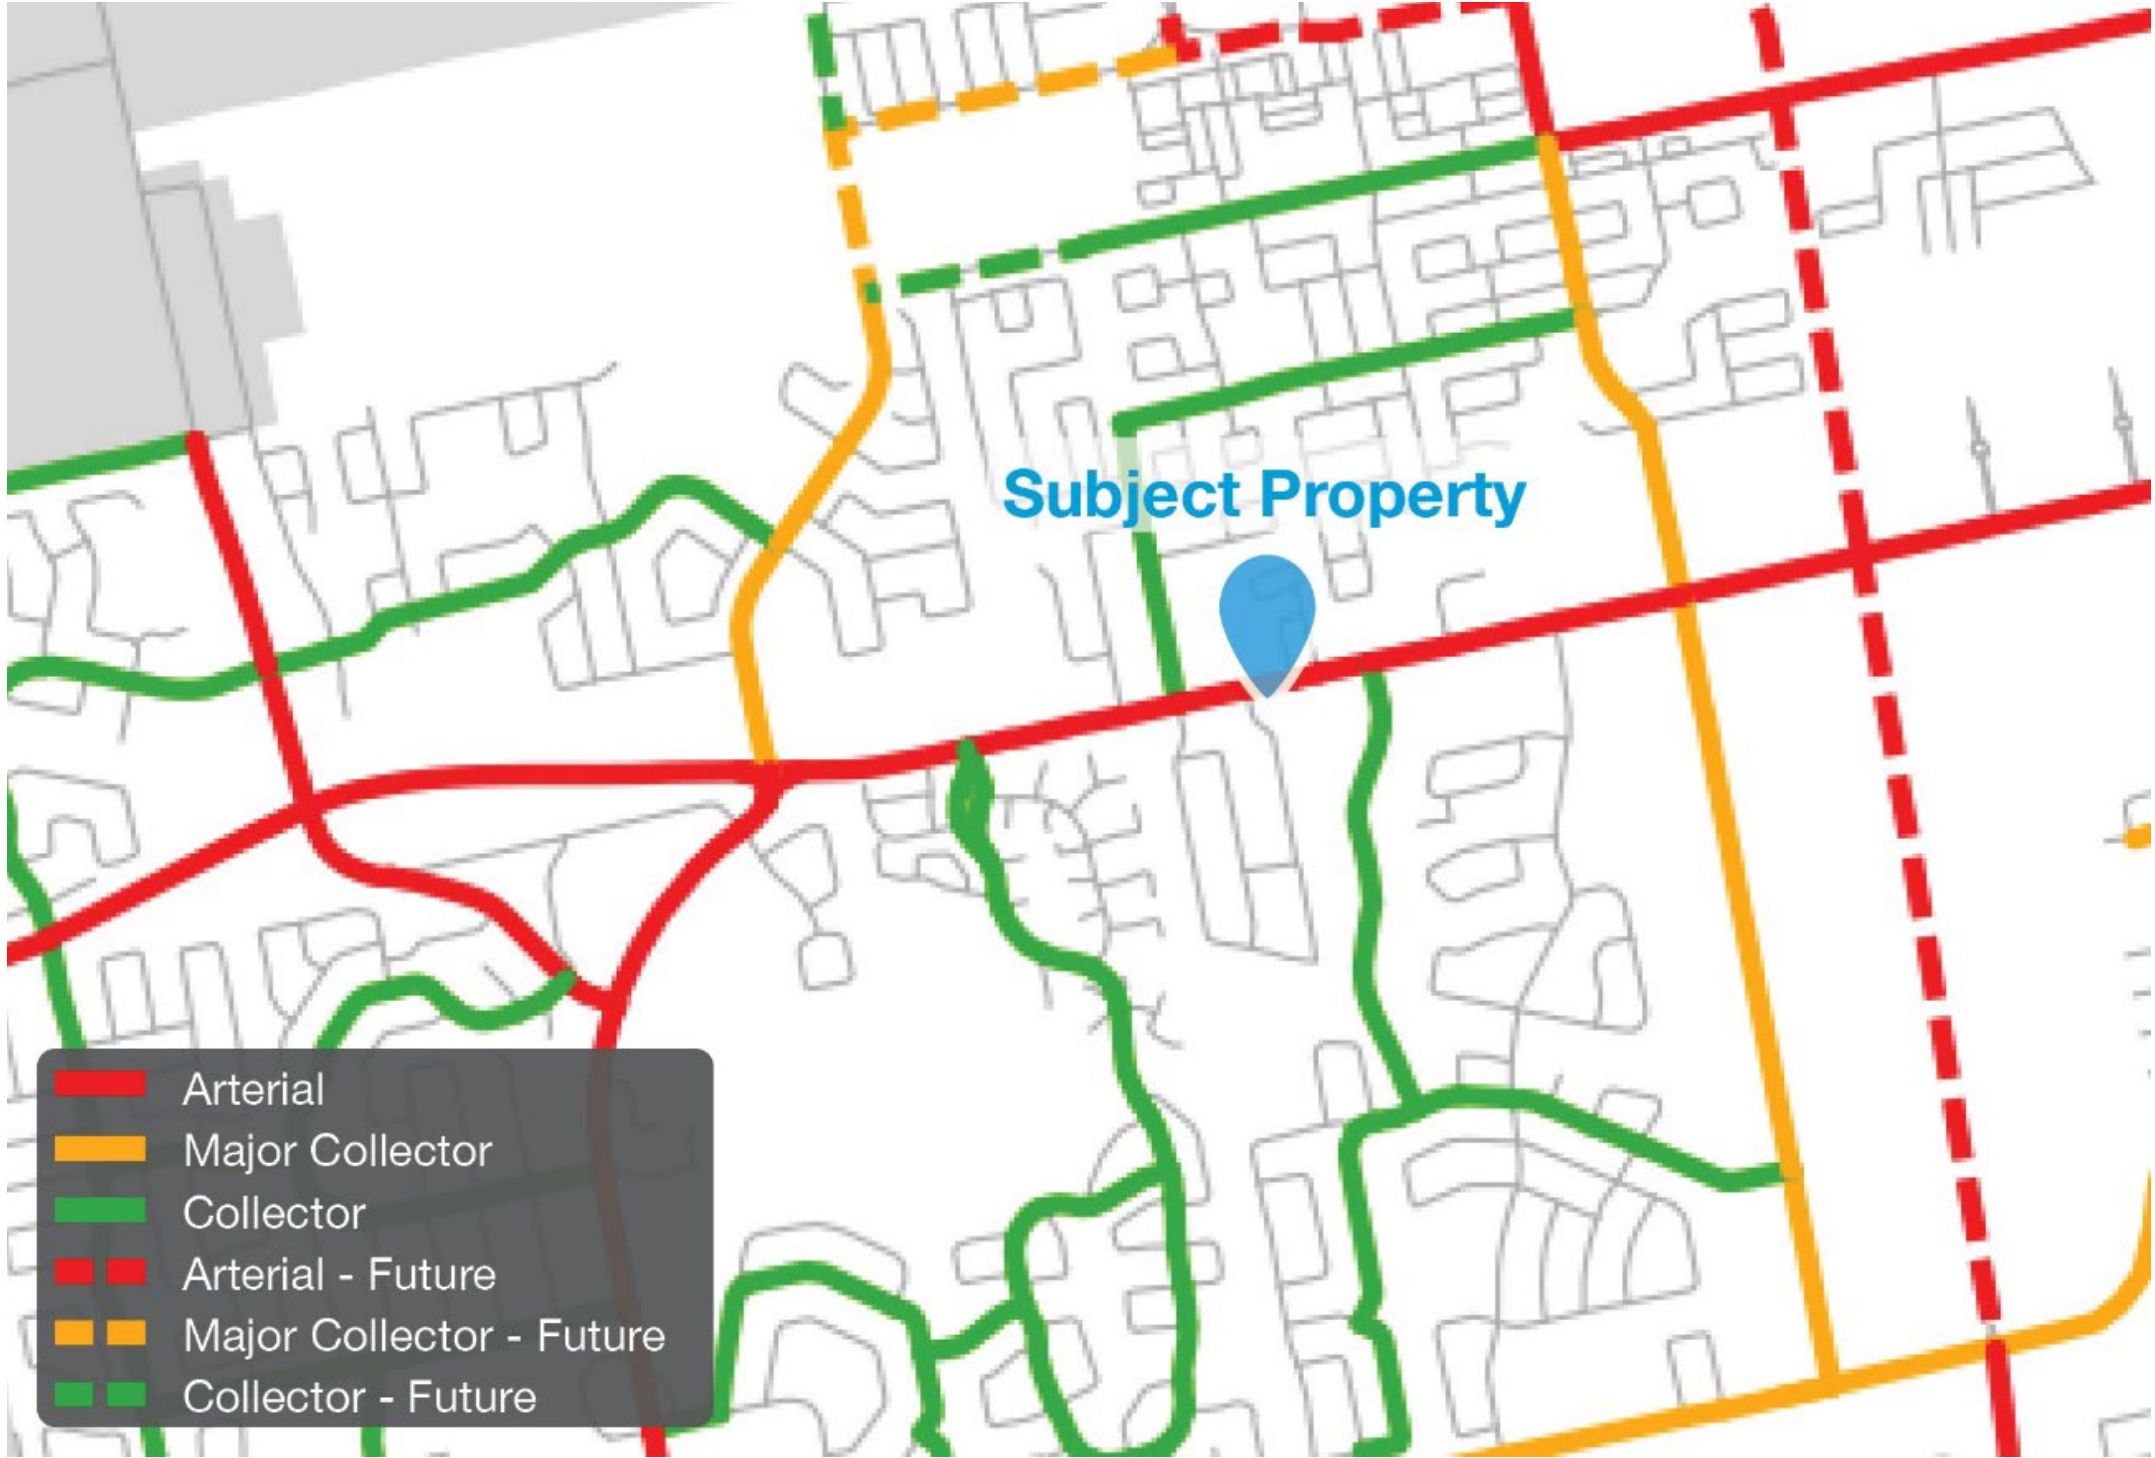 Subject Property
Arterial
Major Collector
Collector
Arterial - Future
Major Collector - Future
Collector - Future